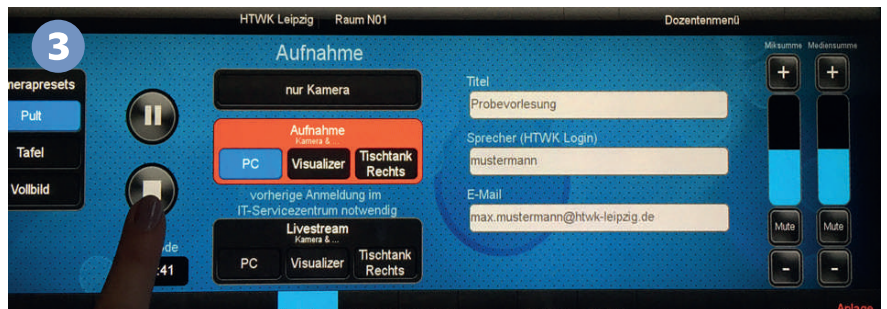 HTWK Leipzig Raum N01 Dozentenmenü
3
merapresets
Pult
Tafel
Vollbild
:41
Aufnahme
nur Kamera
Aufnahme
Kamera & ...
PC Visualizer Tischtank
Rechts
vorherige Anmeldung im
IT-Servicezentrum notwendig
Livestream
Kamera & ...
PC Visualizer Tischtank
Rechts
Titel
Probevorlesung
Sprecher (HTWK Login)
mustermann
E-Mail
max.mustermann@htwk-leipzig.de
Miksumme Mediensumme
+ +
Mute Mute
- -
Anlage